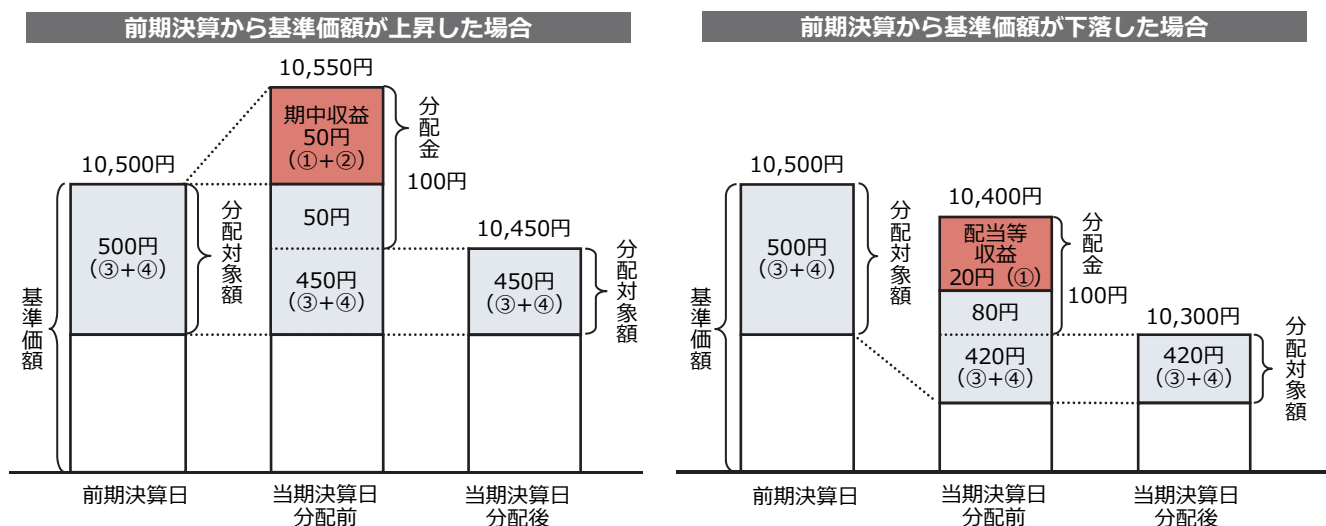 前期決算から基準価額が上昇した場合
10,550円
期中収益
50円
(①+②)
分配金
100円
10,500円
500円
(③+④)
分配対象額
50円
450円
(③+④)
10,450円
450円
(③+④)
分配対象額
基準価額
前期決算日
当期決算日
分配前
当期決算日
分配後
前期決算から基準価額が下落した場合
10,500円
500円
(③+④)
分配対象額
10,400円
配当等
収益
20円(①)
分配金
100円
80円
420円
(③+④)
10,300円
420円
(③+④)
分配対象額
基準価額
前期決算日
当期決算日
分配前
当期決算日
分配後